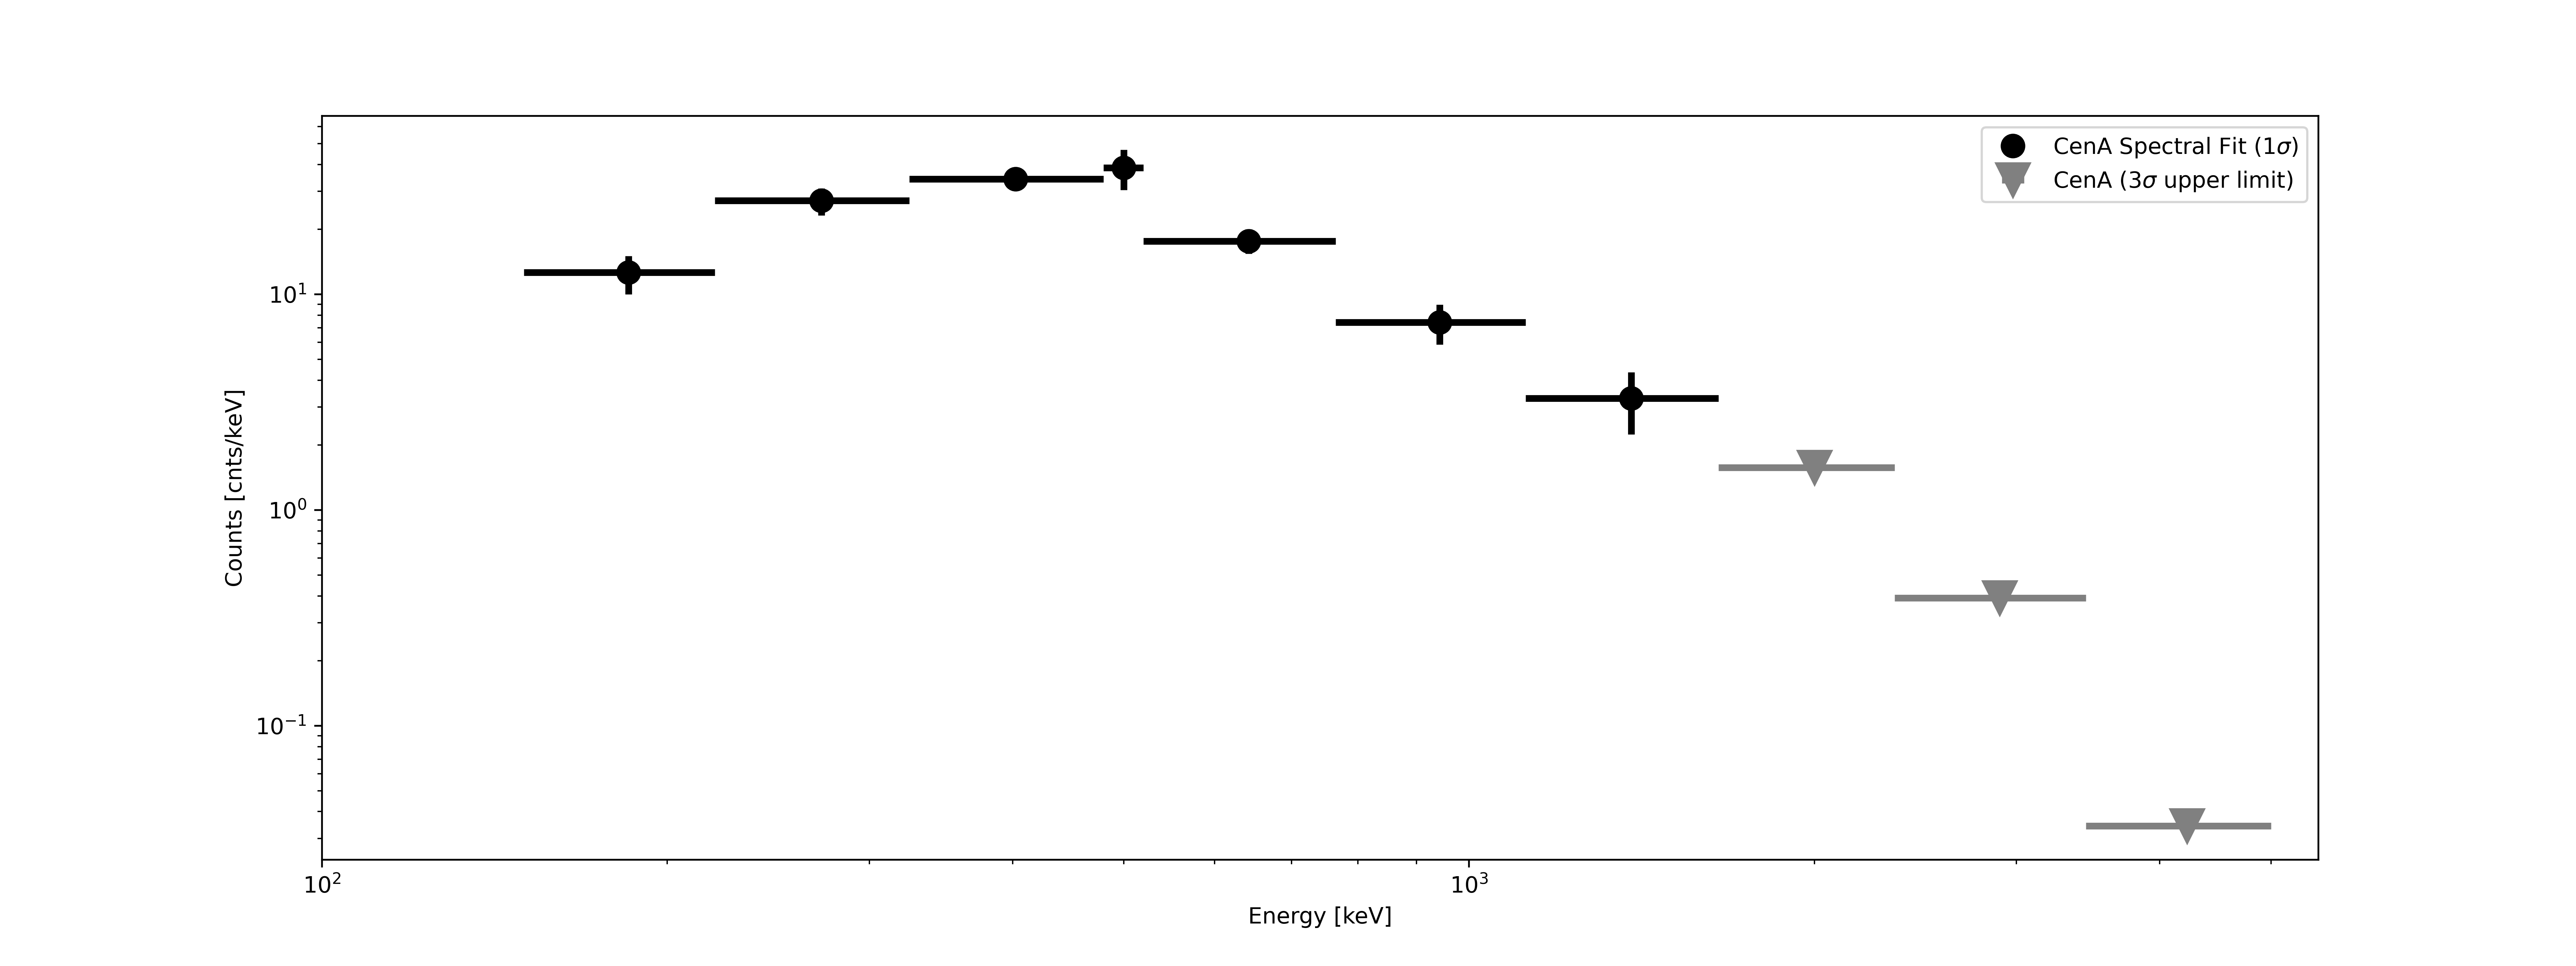 CenA Spectral Fit (1σ)
CenA (3σ upper limit)
Counts [cnts/keV]
10¹
10⁰
10⁻¹
10²
10³
Energy [keV]